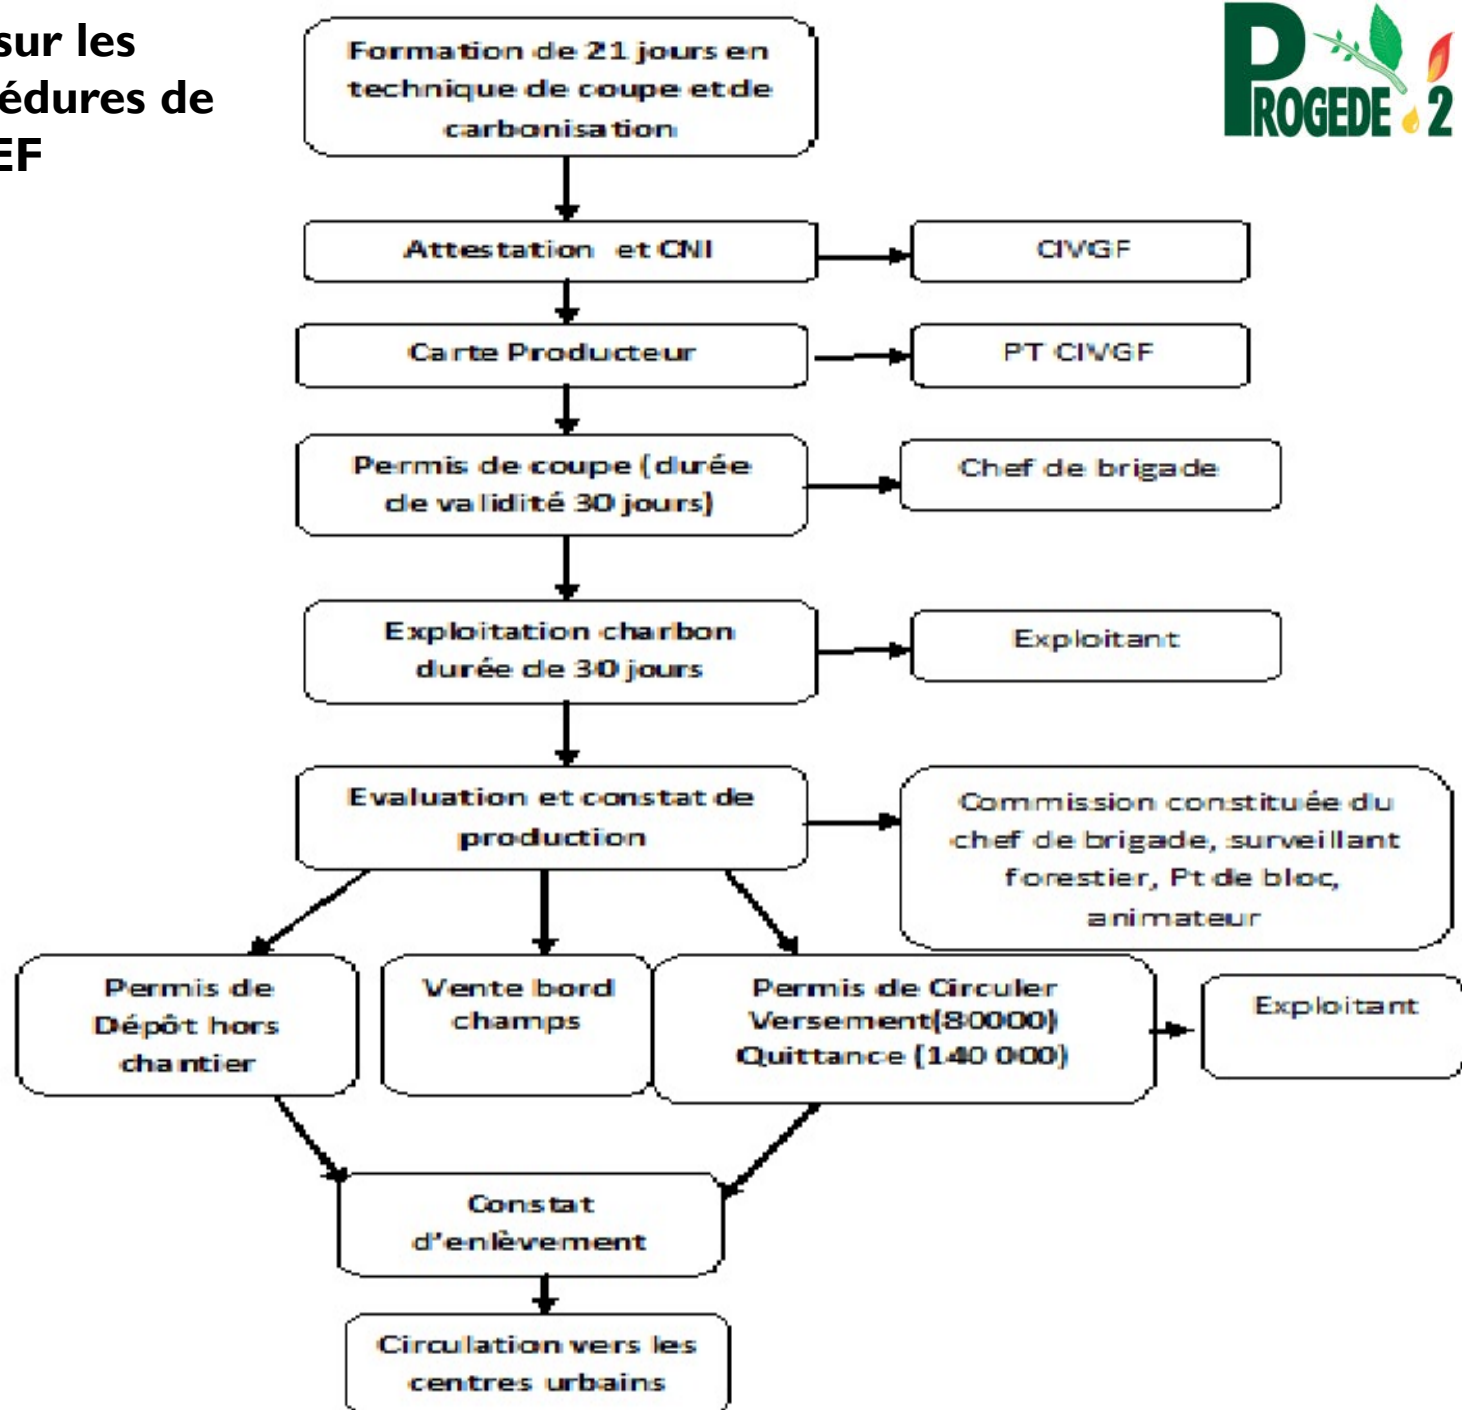 sur les
édures de
EF
PROGEDE 2
Formation de 21 jours en
technique de coupe et de
carbonisation
Attestation et CNI
CIVGF
Carte Producteur
PT CIVGF
Permis de coupe (durée
de validité 30 jours)
Chef de brigade
Exploitation charbon
durée de 30 jours
Exploitant
Evaluation et constat de
production
Commission constituée du
chef de brigade, surveillant
forestier, Pt de bloc,
animateur
Permis de
Dépôt hors
chantier
Vente bord
champs
Permis de Circuler
Versement(80000)
Quittance (140 000)
Exploitant
Constat
d'enlèvement
Circulation vers les
centres urbains